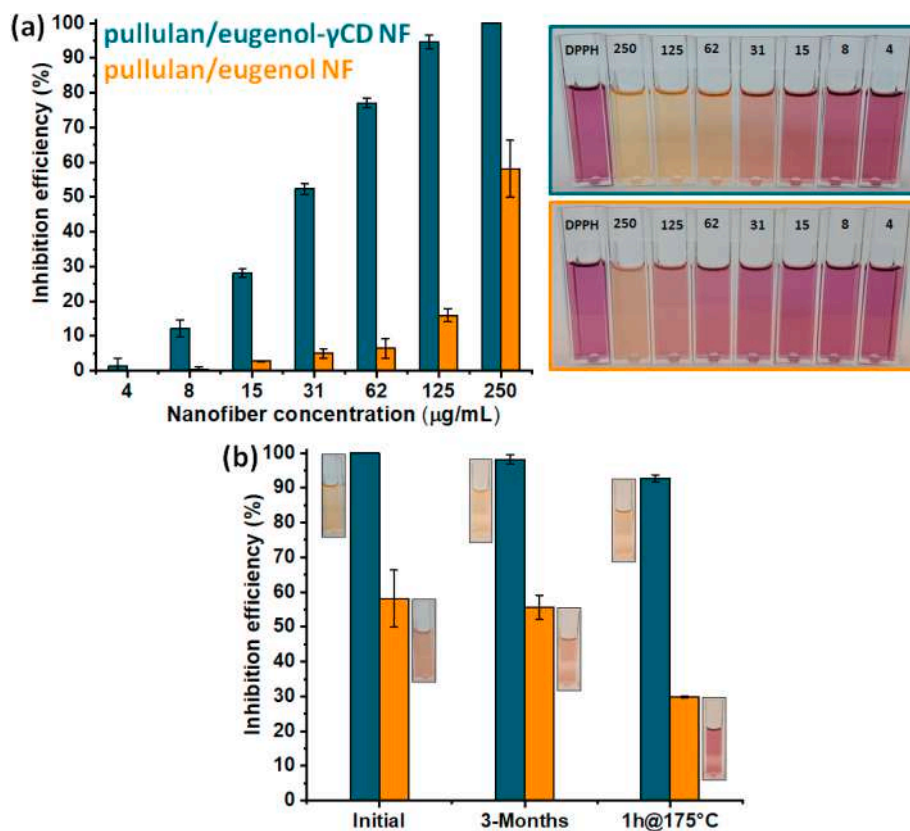 (a)
pullulan/eugenol-γCD NF
pullulan/eugenol NF
Inhibition efficiency (%)
100
90
80
70
60
50
40
30
20
10
0
4 8 15 31 62 125 250
Nanofiber concentration (µg/mL)
DPPH 250 125 62 31 15 8 4
DPPH 250 125 62 31 15 8 4
(b)
Inhibition efficiency (%)
100
90
80
70
60
50
40
30
20
10
0
Initial 3-Months 1h@175°C